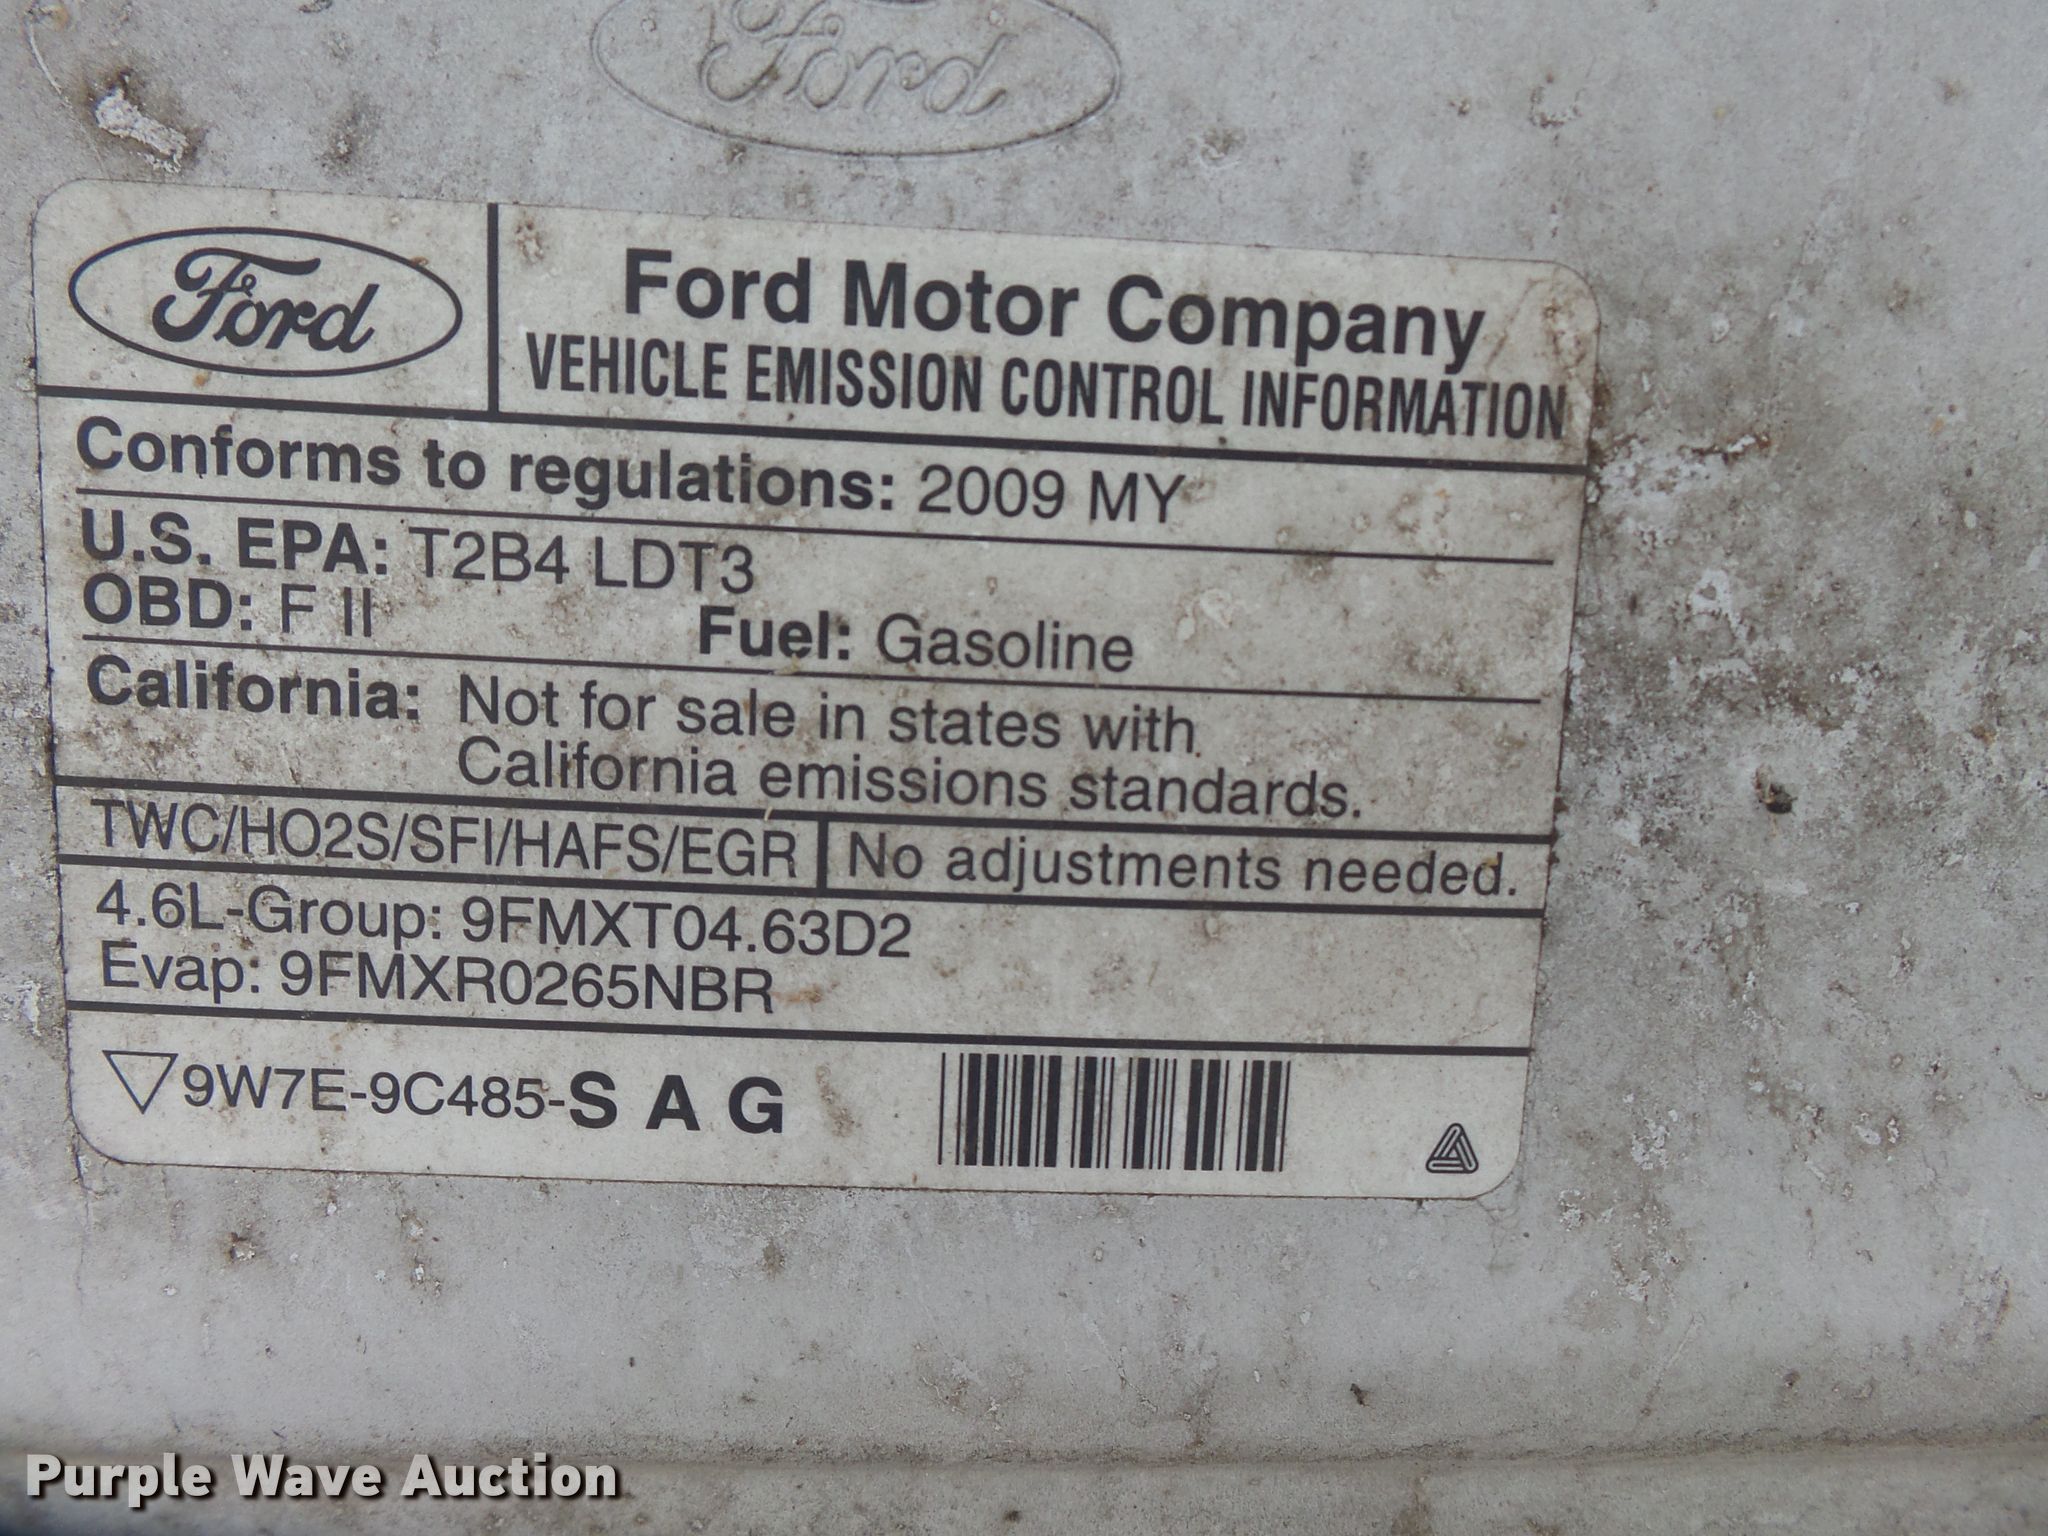 Ford
Ford
Ford Motor Company
VEHICLE EMISSION CONTROL INFORMATION
Conforms to regulations: 2009 MY
U.S. EPA: T2B4 LDT3
OBD: F II Fuel: Gasoline
California: Not for sale in states with
California emissions standards.
TWC/HO2S/SFI/HAFS/EGR No adjustments needed.
4.6L-Group: 9FMXT04.63D2
Evap: 9FMXR0265NBR
9W7E-9C485-S A G
Purple Wave Auction